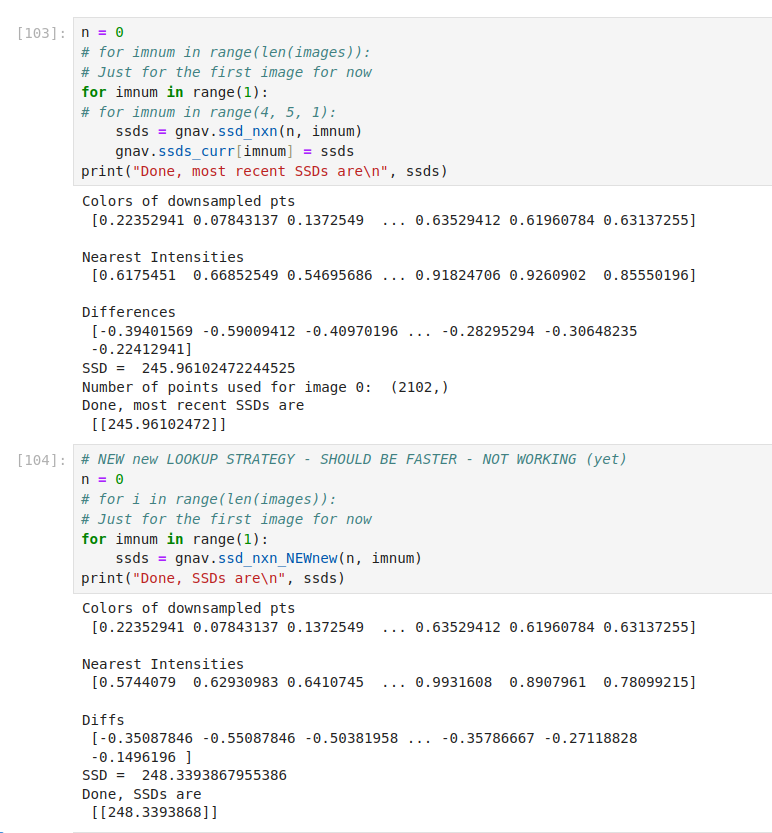 [103]: n = 0
# for imnum in range(len(images)):
# Just for the first image for now
for imnum in range(1):
# for imnum in range(4, 5, 1):
    ssds = gnav.ssd_nxn(n, imnum)
    gnav.ssds_curr[imnum] = ssds
print("Done, most recent SSDs are\n", ssds)
Colors of downsampled pts
 [0.22352941 0.07843137 0.1372549  ... 0.63529412 0.61960784 0.63137255]

Nearest Intensities
 [0.6175451  0.66852549 0.54695686 ... 0.91824706 0.9260902  0.85550196]

Differences
 [-0.39401569 -0.59009412 -0.40970196 ... -0.28295294 -0.30648235
 -0.22412941]
SSD =  245.96102472244525
Number of points used for image 0:  (2102,)
Done, most recent SSDs are
 [[245.96102472]]
[104]: # NEW new LOOKUP STRATEGY - SHOULD BE FASTER - NOT WORKING (yet)
n = 0
# for i in range(len(images)):
# Just for the first image for now
for imnum in range(1):
    ssds = gnav.ssd_nxn_NEWnew(n, imnum)
print("Done, SSDs are\n", ssds)
Colors of downsampled pts
 [0.22352941 0.07843137 0.1372549  ... 0.63529412 0.61960784 0.63137255]

Nearest Intensities
 [0.5744079  0.62930983 0.6410745  ... 0.9931608  0.8907961  0.78099215]

Diffs
 [-0.35087846 -0.55087846 -0.50381958 ... -0.35786667 -0.27118828
 -0.1496196 ]
SSD =  248.3393867955386
Done, SSDs are
 [[248.3393868]]